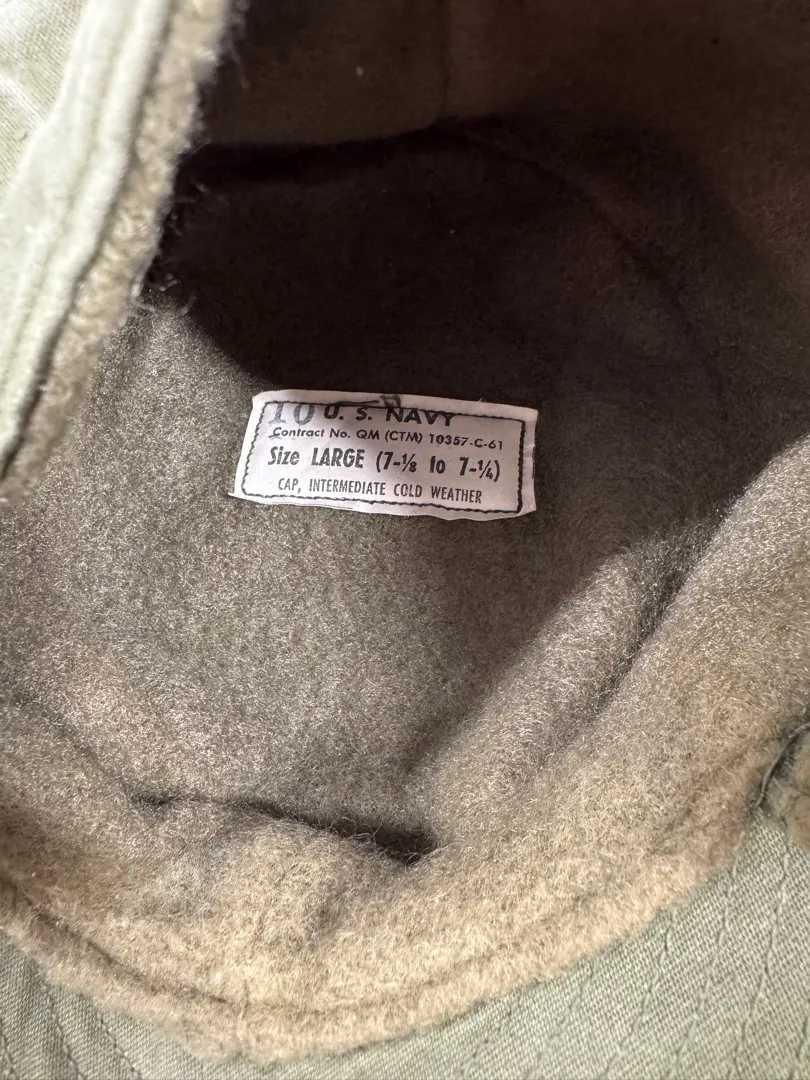 10 U. S. NAVY
Contract No. QM (CTM) 10357-C-61
Size LARGE (7-⅛ to 7-¼)
CAP, INTERMEDIATE COLD WEATHER